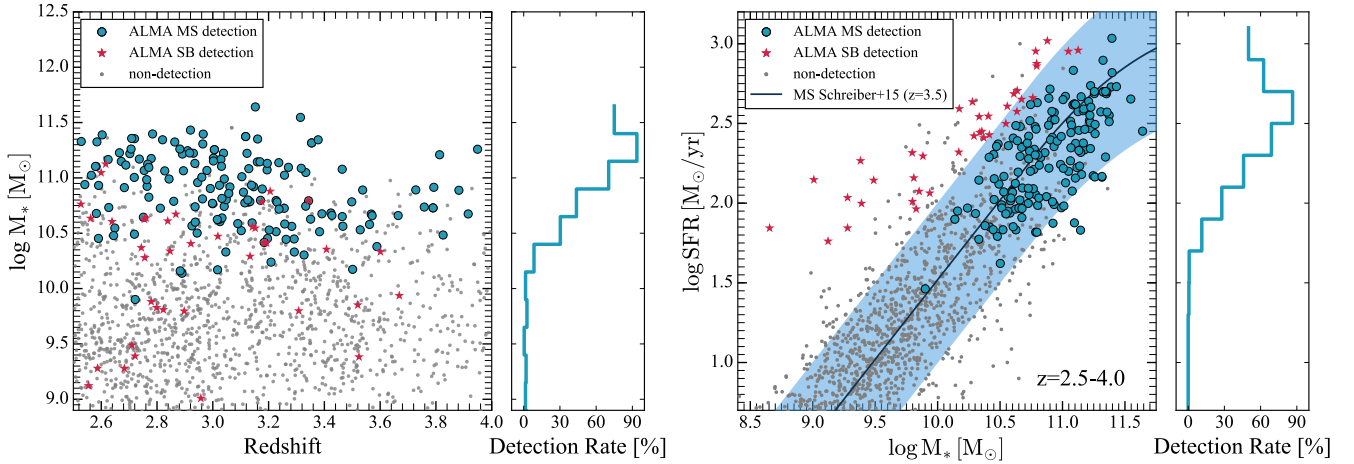 ALMA MS detection
ALMA SB detection
non-detection
12.5
12.0
11.5
11.0
10.5
10.0
9.5
9.0
log M* [M⊙]
2.6 2.8 3.0 3.2 3.4 3.6 3.8 4.0
Redshift
0 30 60 90
Detection Rate [%]
ALMA MS detection
ALMA SB detection
non-detection
MS Schreiber+15 (z=3.5)
3.0
2.5
2.0
1.5
1.0
log SFR [M⊙/yr]
z=2.5-4.0
8.5 9.0 9.5 10.0 10.5 11.0 11.5
log M* [M⊙]
0 30 60 90
Detection Rate [%]